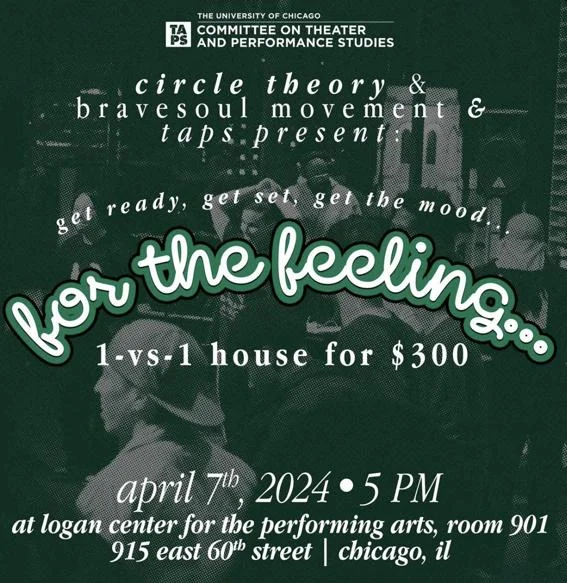 THE UNIVERSITY OF CHICAGO
TA
PS
COMMITTEE ON THEATER
AND PERFORMANCE STUDIES
circle theory &
bravesoul movement &
taps present:
get ready, get set, get the mood...
for the feeling...
1-vs-1 house for $300
april 7th, 2024 • 5 PM
at logan center for the performing arts, room 901
915 east 60th street | chicago, il